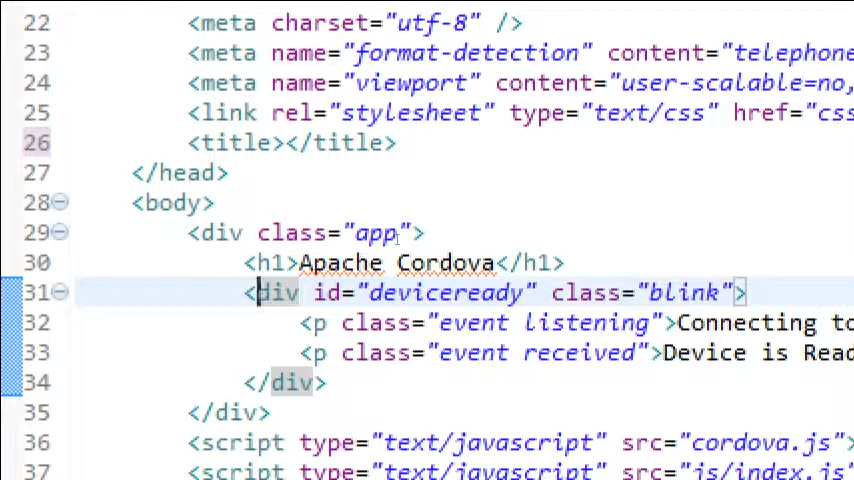 22 <meta charset="utf-8" />
23 <meta name="format-detection" content="telephone
24 <meta name="viewport" content="user-scalable=no,
25 <link rel="stylesheet" type="text/css" href="css
26 <title></title>
27 </head>
28 <body>
29 <div class="app">
30 <h1>Apache Cordova</h1>
31 <div id="deviceready" class="blink">
32 <p class="event listening">Connecting to
33 <p class="event received">Device is Read
34 </div>
35 </div>
36 <script type="text/javascript" src="cordova.js">
37 <script type="text/javascript" src="js/index.js"